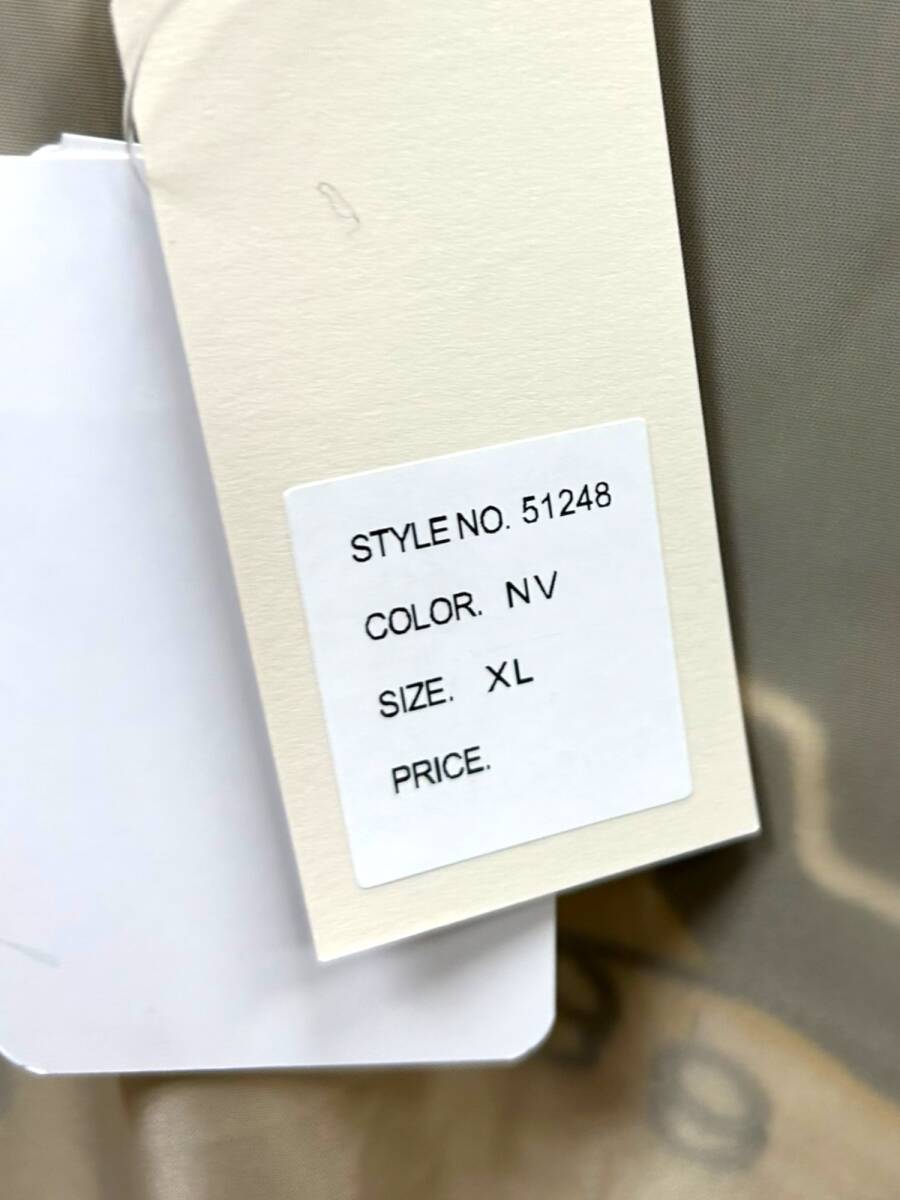 STYLE NO. 51248
COLOR. NV
SIZE. XL
PRICE.